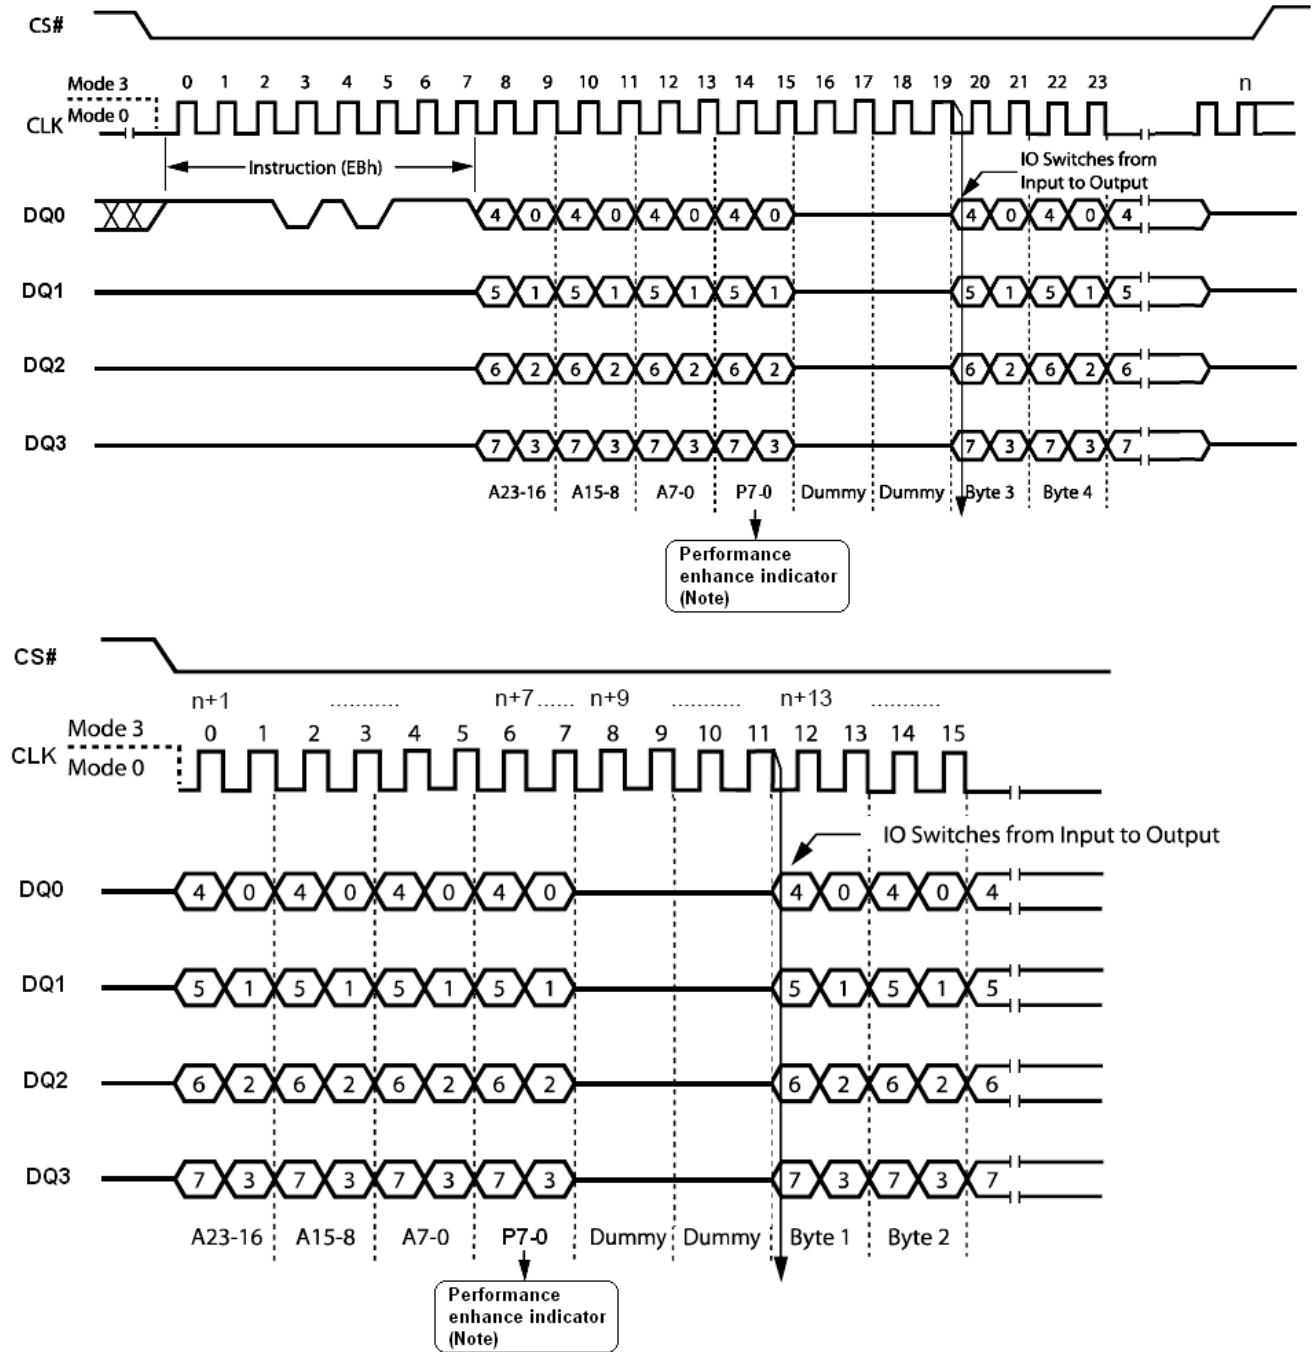 CS#
Mode 3 0 1 2 3 4 5 6 7 8 9 10 11 12 13 14 15 16 17 18 19 20 21 22 23 n
Mode 0
CLK
Instruction (EBh)
IO Switches from
Input to Output
DQ0 4 0 4 0 4 0 4 0 4 0 4 0 4
DQ1 5 1 5 1 5 1 5 1 5 1 5 1 5
DQ2 6 2 6 2 6 2 6 2 6 2 6 2 6
DQ3 7 3 7 3 7 3 7 3 7 3 7 3 7
A23-16 A15-8 A7-0 P7-0 Dummy Dummy Byte 3 Byte 4
Performance
enhance indicator
(Note)
CS#
n+1 .......... n+7 ...... n+9 .......... n+13 ..........
Mode 3 0 1 2 3 4 5 6 7 8 9 10 11 12 13 14 15
CLK
Mode 0
IO Switches from Input to Output
DQ0 4 0 4 0 4 0 4 0 4 0 4 0 4
DQ1 5 1 5 1 5 1 5 1 5 1 5 1 5
DQ2 6 2 6 2 6 2 6 2 6 2 6 2 6
DQ3 7 3 7 3 7 3 7 3 7 3 7 3 7
A23-16 A15-8 A7-0 P7-0 Dummy Dummy Byte 1 Byte 2
Performance
enhance indicator
(Note)